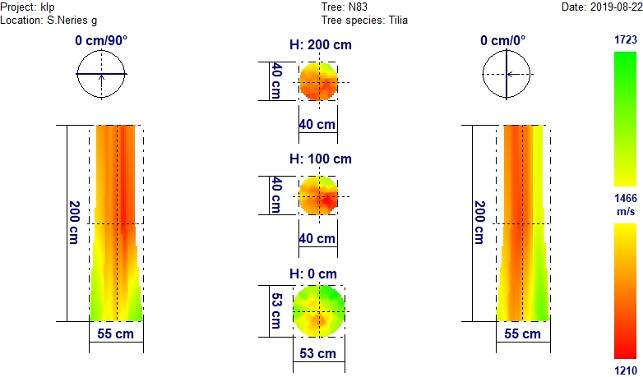 Project: klp
Tree: N83
Date: 2019-08-22
Location: S.Neries g
Tree species: Tilia
0 cm/90°
H: 200 cm
0 cm/0°
1723
40 cm
40 cm
H: 100 cm
40 cm
40 cm
200 cm
200 cm
1466
m/s
H: 0 cm
53 cm
53 cm
55 cm
55 cm
1210